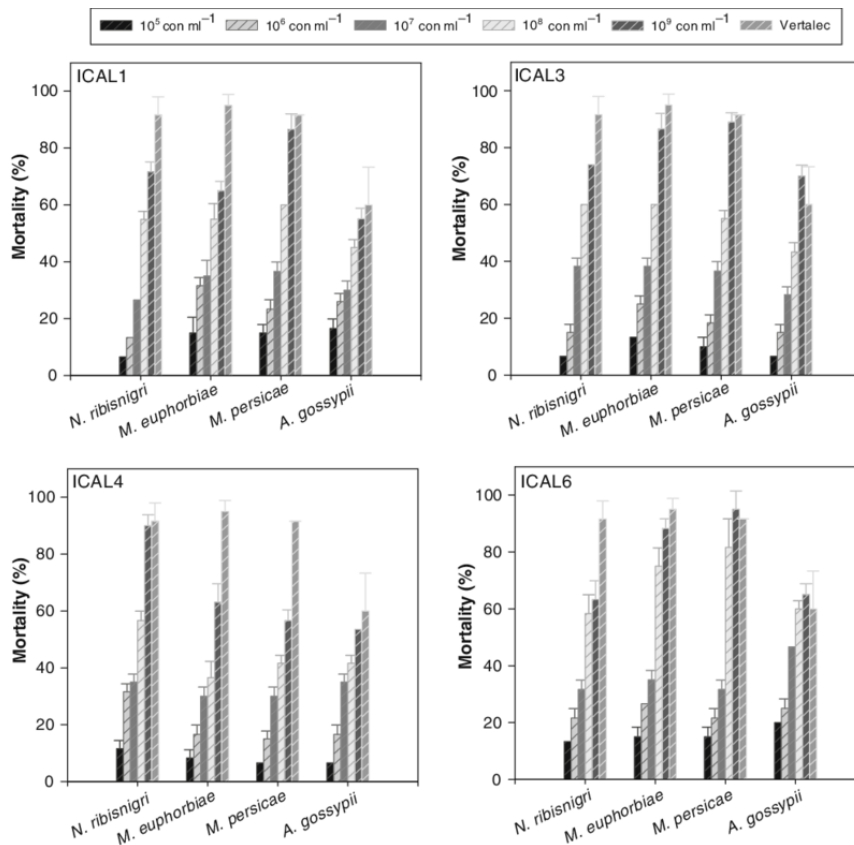 10⁵ con ml⁻¹ 10⁶ con ml⁻¹ 10⁷ con ml⁻¹ 10⁸ con ml⁻¹ 10⁹ con ml⁻¹ Vertalec
ICAL1
100
80
60
40
20
0
Mortality (%)
N. ribisnigri
M. euphorbiae
M. persicae
A. gossypii
ICAL3
100
80
60
40
20
0
Mortality (%)
N. ribisnigri
M. euphorbiae
M. persicae
A. gossypii
ICAL4
100
80
60
40
20
0
Mortality (%)
N. ribisnigri
M. euphorbiae
M. persicae
A. gossypii
ICAL6
100
80
60
40
20
0
Mortality (%)
N. ribisnigri
M. euphorbiae
M. persicae
A. gossypii